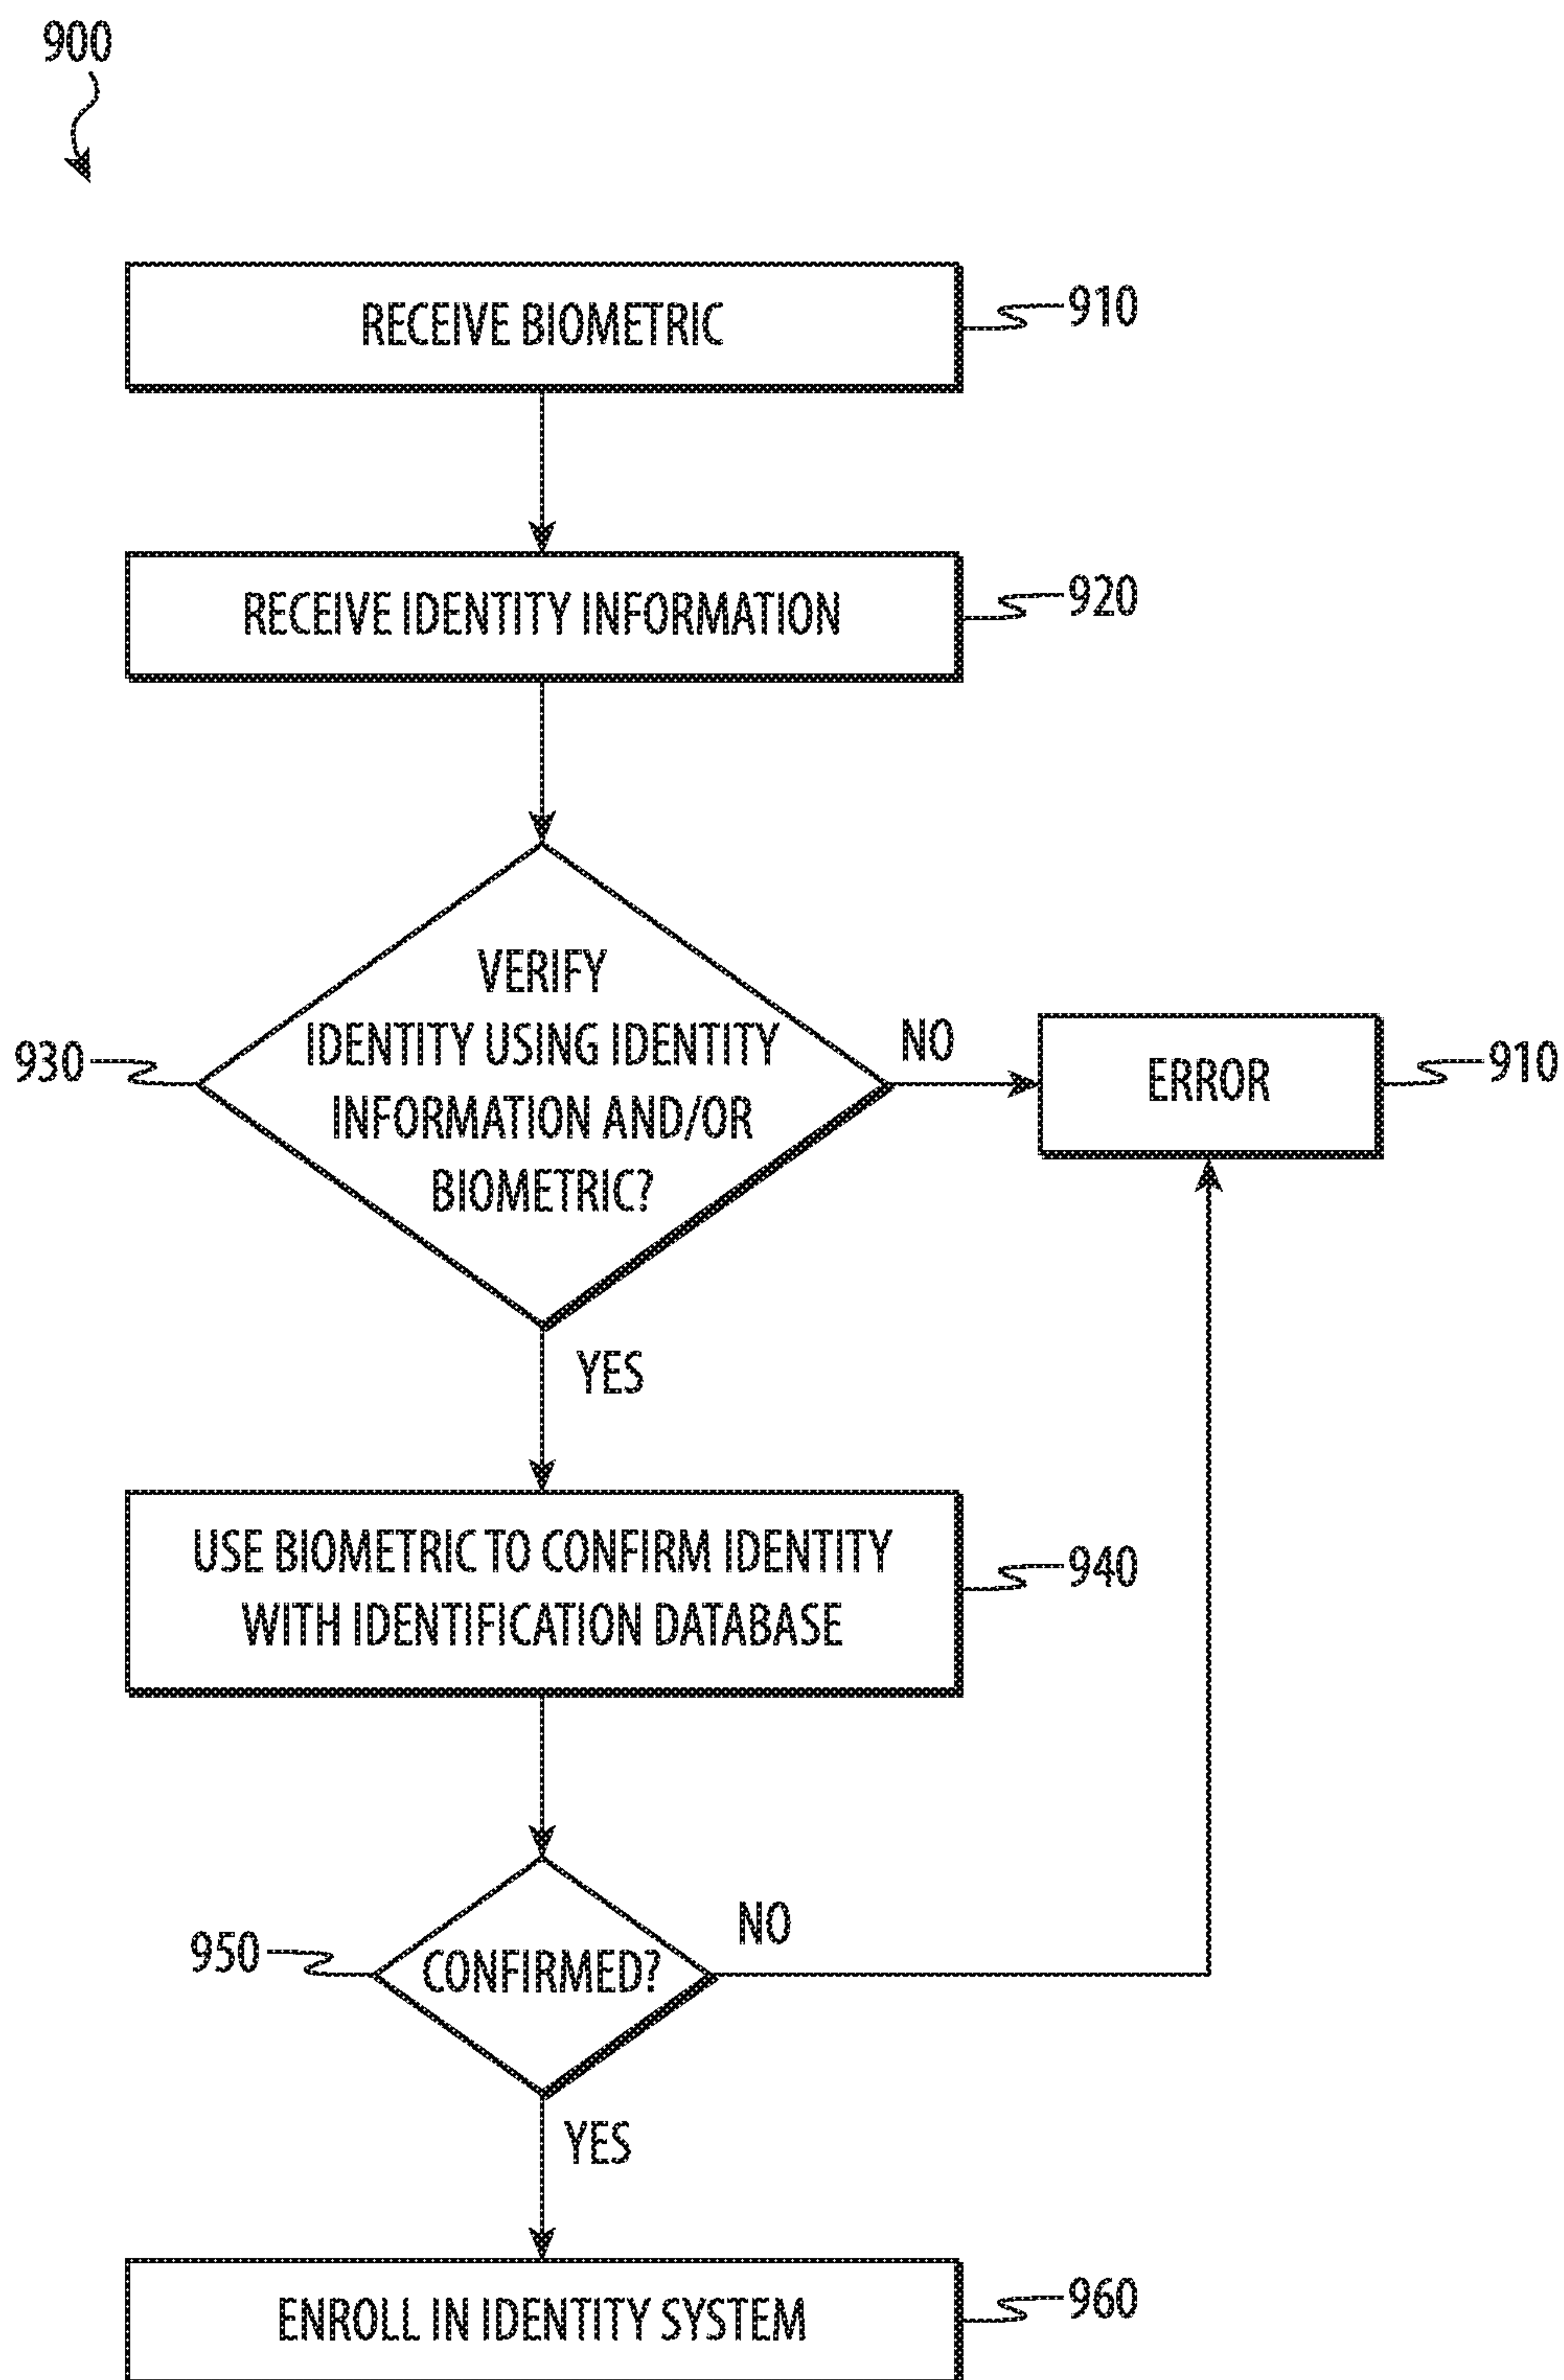 900
RECEIVE BIOMETRIC
910
RECEIVE IDENTITY INFORMATION
920
VERIFY
IDENTITY USING IDENTITY
INFORMATION AND/OR
BIOMETRIC?
930
NO
ERROR
910
YES
USE BIOMETRIC TO CONFIRM IDENTITY
WITH IDENTIFICATION DATABASE
940
950
CONFIRMED?
NO
YES
ENROLL IN IDENTITY SYSTEM
960